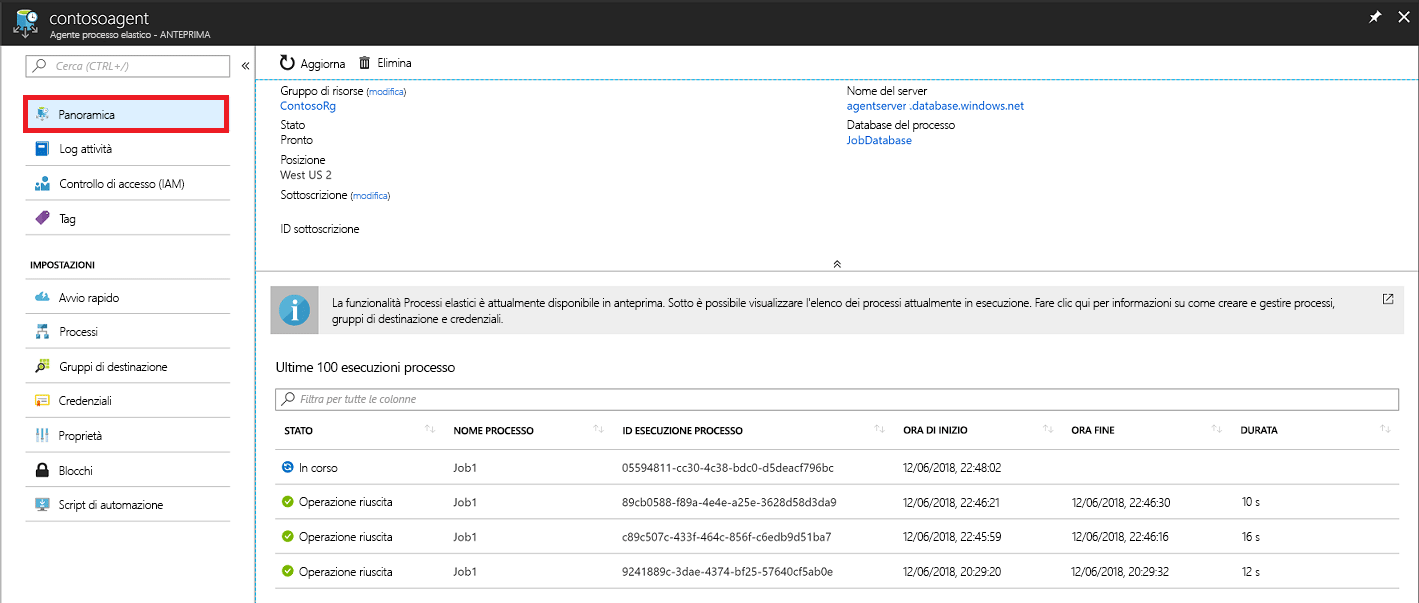 contosoagent
Agente processo elastico - ANTEPRIMA
Cerca (CTRL+/)
Panoramica
Log attività
Controllo di accesso (IAM)
Tag
IMPOSTAZIONI
Avvio rapido
Processi
Gruppi di destinazione
Credenziali
Proprietà
Blocchi
Script di automazione
Aggiorna Elimina
Gruppo di risorse (modifica)
ContosoRg
Stato
Pronto
Posizione
West US 2
Sottoscrizione (modifica)
ID sottoscrizione
Nome del server
agentserver .database.windows.net
Database del processo
JobDatabase
La funzionalità Processi elastici è attualmente disponibile in anteprima. Sotto è possibile visualizzare l'elenco dei processi attualmente in esecuzione. Fare clic qui per informazioni su come creare e gestire processi,
gruppi di destinazione e credenziali.
Ultime 100 esecuzioni processo
Filtra per tutte le colonne
STATO NOME PROCESSO ID ESECUZIONE PROCESSO ORA DI INIZIO ORA FINE DURATA
In corso Job1 05594811-cc30-4c38-bdc0-d5deacf796bc 12/06/2018, 22:48:02
Operazione riuscita Job1 89cb0588-f89a-4e4e-a25e-3628d58d3da9 12/06/2018, 22:46:21 12/06/2018, 22:46:30 10 s
Operazione riuscita Job1 c89c507c-433f-464c-856f-c6edb9d51ba7 12/06/2018, 22:45:59 12/06/2018, 22:46:16 16 s
Operazione riuscita Job1 9241889c-3dae-4374-bf25-57640cf5ab0e 12/06/2018, 20:29:20 12/06/2018, 20:29:32 12 s